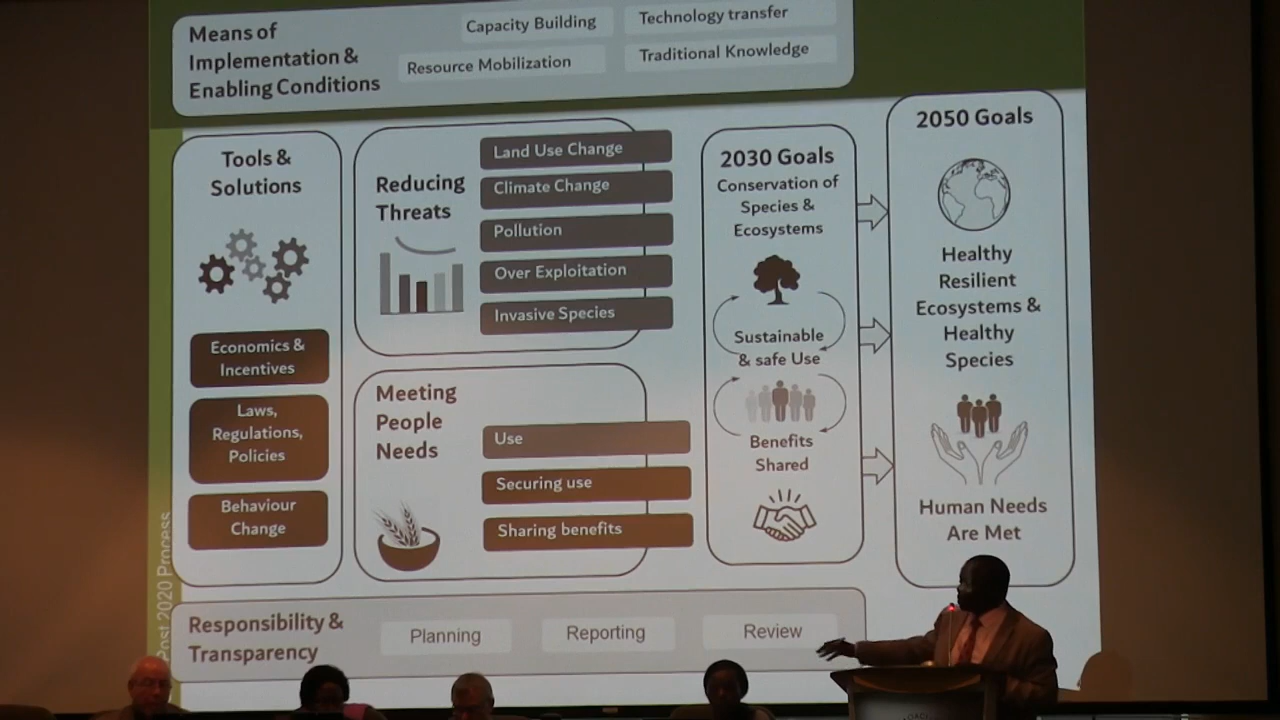 Means of
Implementation &
Enabling Conditions
Capacity Building
Technology transfer
Resource Mobilization
Traditional Knowledge
Tools &
Solutions
Economics &
Incentives
Laws,
Regulations,
Policies
Behaviour
Change
Reducing
Threats
Land Use Change
Climate Change
Pollution
Over Exploitation
Invasive Species
Meeting
People
Needs
Use
Securing use
Sharing benefits
2030 Goals
Conservation of
Species &
Ecosystems
Sustainable
& safe Use
Benefits
Shared
2050 Goals
Healthy
Resilient
Ecosystems &
Healthy
Species
Human Needs
Are Met
Responsibility &
Transparency
Planning
Reporting
Review
Post 2020 Process